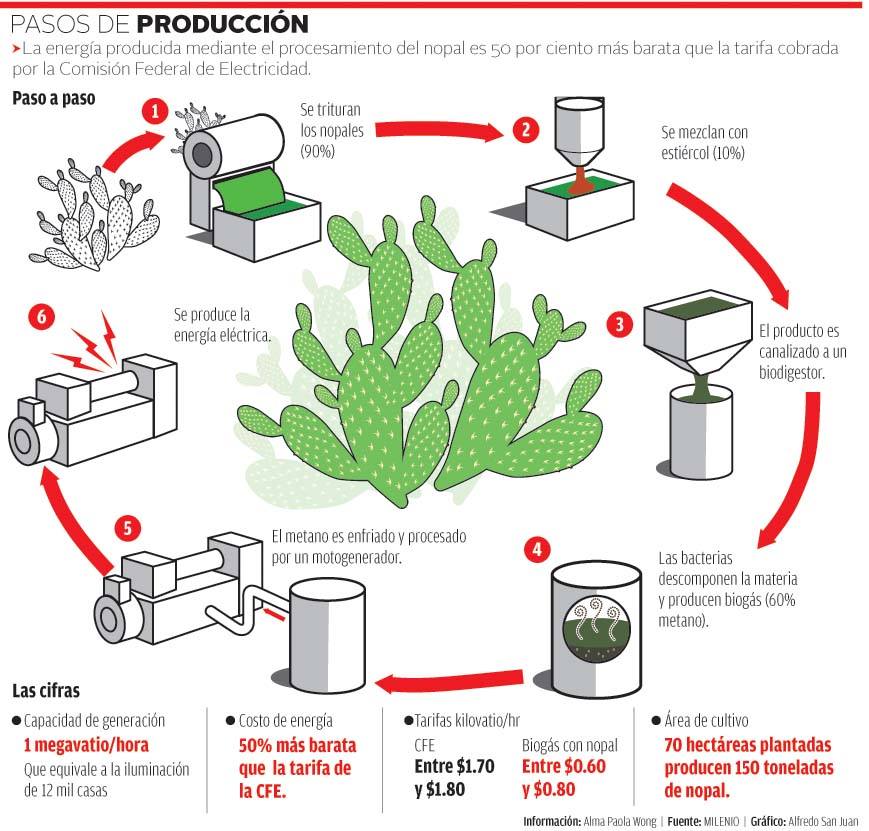 PASOS DE PRODUCCIÓN
➤La energía producida mediante el procesamiento del nopal es 50 por ciento más barata que la tarifa cobrada
por la Comisión Federal de Electricidad.
Paso a paso
1
Se trituran
los nopales
(90%)
2
Se mezclan con
estiércol (10%)
3
El producto es
canalizado a un
biodigestor.
4
Las bacterias
descomponen la materia
y producen biogás (60%
metano).
5
El metano es enfriado y procesado
por un motogenerador.
6
Se produce la
energía eléctrica.
Las cifras
● Capacidad de generación
1 megavatio/hora
Que equivale a la iluminación
de 12 mil casas
● Costo de energía
50% más barata
que la tarifa de
la CFE.
●Tarifas kilovatio/hr
CFE
Entre $1.70
y $1.80
Biogás con nopal
Entre $0.60
y $0.80
● Área de cultivo
70 hectáreas plantadas
producen 150 toneladas
de nopal.
Información: Alma Paola Wong | Fuente: MILENIO | Gráfico: Alfredo San Juan